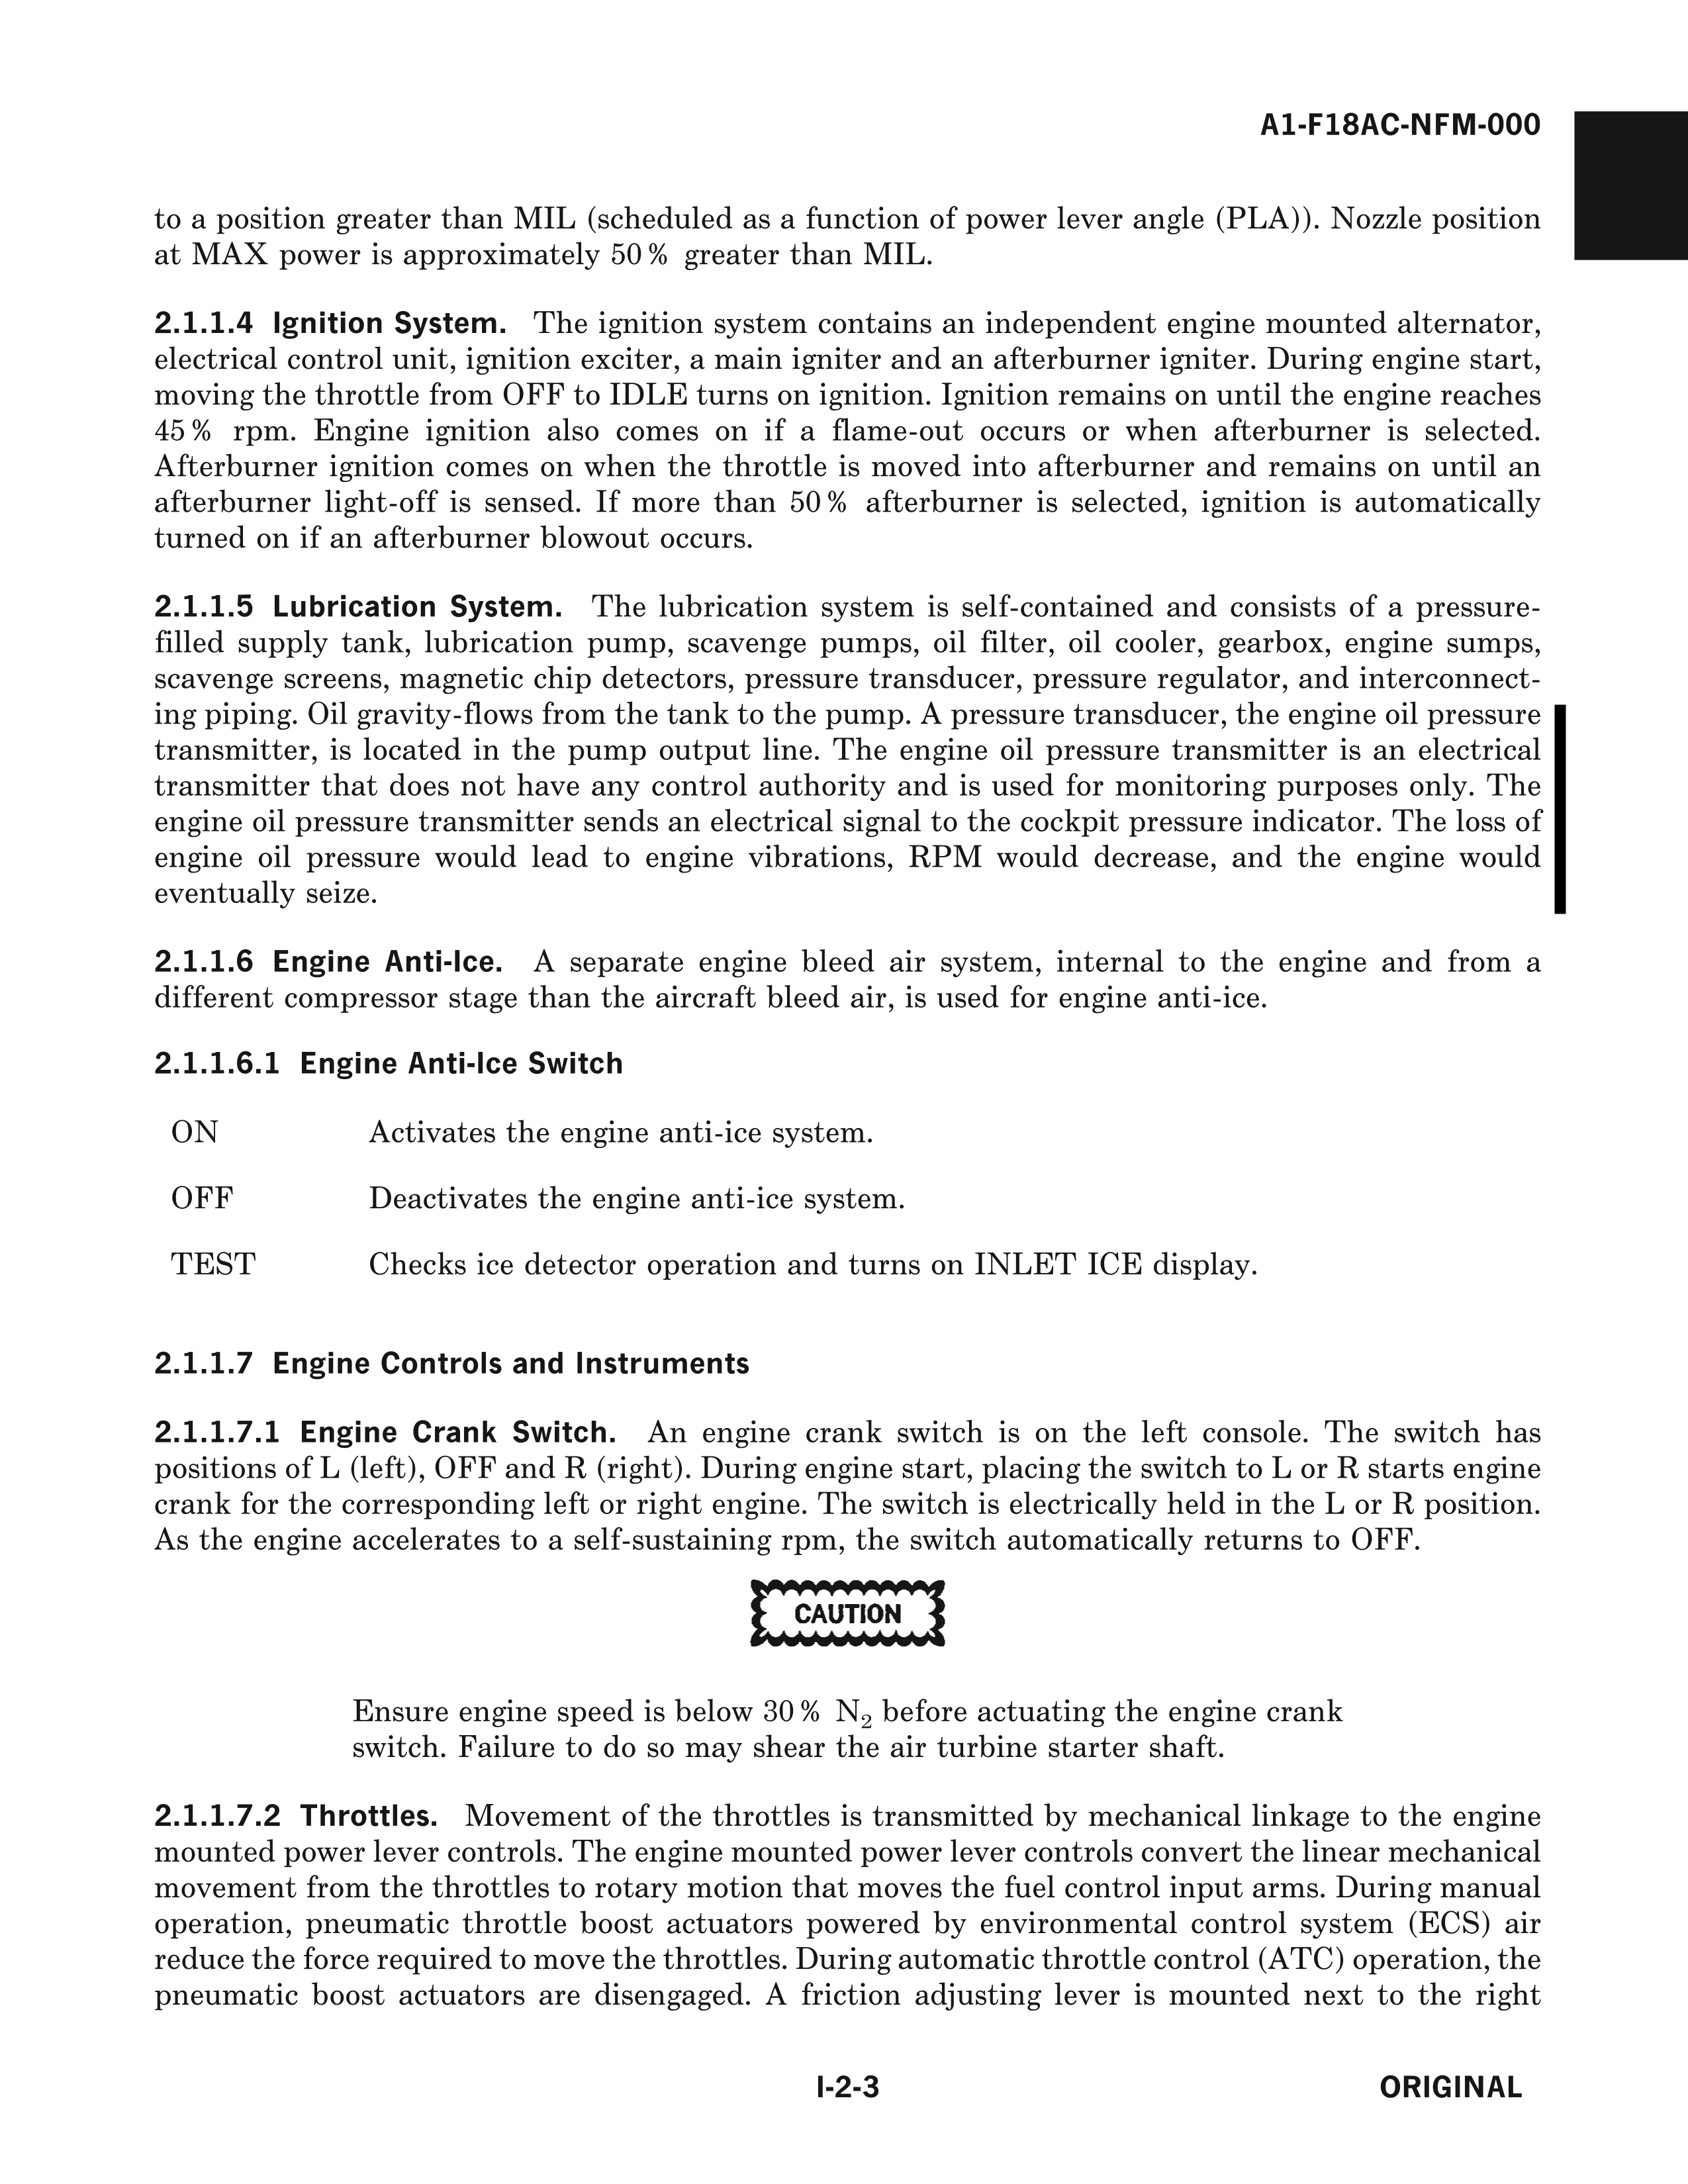 A1-F18AC-NFM-000
to a position greater than MIL (scheduled as a function of power lever angle (PLA)). Nozzle position
at MAX power is approximately 50% greater than MIL.
2.1.1.4 Ignition System. The ignition system contains an independent engine mounted alternator,
electrical control unit, ignition exciter, a main igniter and an afterburner igniter. During engine start,
moving the throttle from OFF to IDLE turns on ignition. Ignition remains on until the engine reaches
45% rpm. Engine ignition also comes on if a flame-out occurs or when afterburner is selected.
Afterburner ignition comes on when the throttle is moved into afterburner and remains on until an
afterburner light-off is sensed. If more than 50% afterburner is selected, ignition is automatically
turned on if an afterburner blowout occurs.
2.1.1.5 Lubrication System. The lubrication system is self-contained and consists of a pressure-
filled supply tank, lubrication pump, scavenge pumps, oil filter, oil cooler, gearbox, engine sumps,
scavenge screens, magnetic chip detectors, pressure transducer, pressure regulator, and interconnect-
ing piping. Oil gravity-flows from the tank to the pump. A pressure transducer, the engine oil pressure
transmitter, is located in the pump output line. The engine oil pressure transmitter is an electrical
transmitter that does not have any control authority and is used for monitoring purposes only. The
engine oil pressure transmitter sends an electrical signal to the cockpit pressure indicator. The loss of
engine oil pressure would lead to engine vibrations, RPM would decrease, and the engine would
eventually seize.
2.1.1.6 Engine Anti-Ice. A separate engine bleed air system, internal to the engine and from a
different compressor stage than the aircraft bleed air, is used for engine anti-ice.
2.1.1.6.1 Engine Anti-Ice Switch
ON Activates the engine anti-ice system.
OFF Deactivates the engine anti-ice system.
TEST Checks ice detector operation and turns on INLET ICE display.
2.1.1.7 Engine Controls and Instruments
2.1.1.7.1 Engine Crank Switch. An engine crank switch is on the left console. The switch has
positions of L (left), OFF and R (right). During engine start, placing the switch to L or R starts engine
crank for the corresponding left or right engine. The switch is electrically held in the L or R position.
As the engine accelerates to a self-sustaining rpm, the switch automatically returns to OFF.
CAUTION
Ensure engine speed is below 30% N₂ before actuating the engine crank
switch. Failure to do so may shear the air turbine starter shaft.
2.1.1.7.2 Throttles. Movement of the throttles is transmitted by mechanical linkage to the engine
mounted power lever controls. The engine mounted power lever controls convert the linear mechanical
movement from the throttles to rotary motion that moves the fuel control input arms. During manual
operation, pneumatic throttle boost actuators powered by environmental control system (ECS) air
reduce the force required to move the throttles. During automatic throttle control (ATC) operation, the
pneumatic boost actuators are disengaged. A friction adjusting lever is mounted next to the right
I-2-3 ORIGINAL